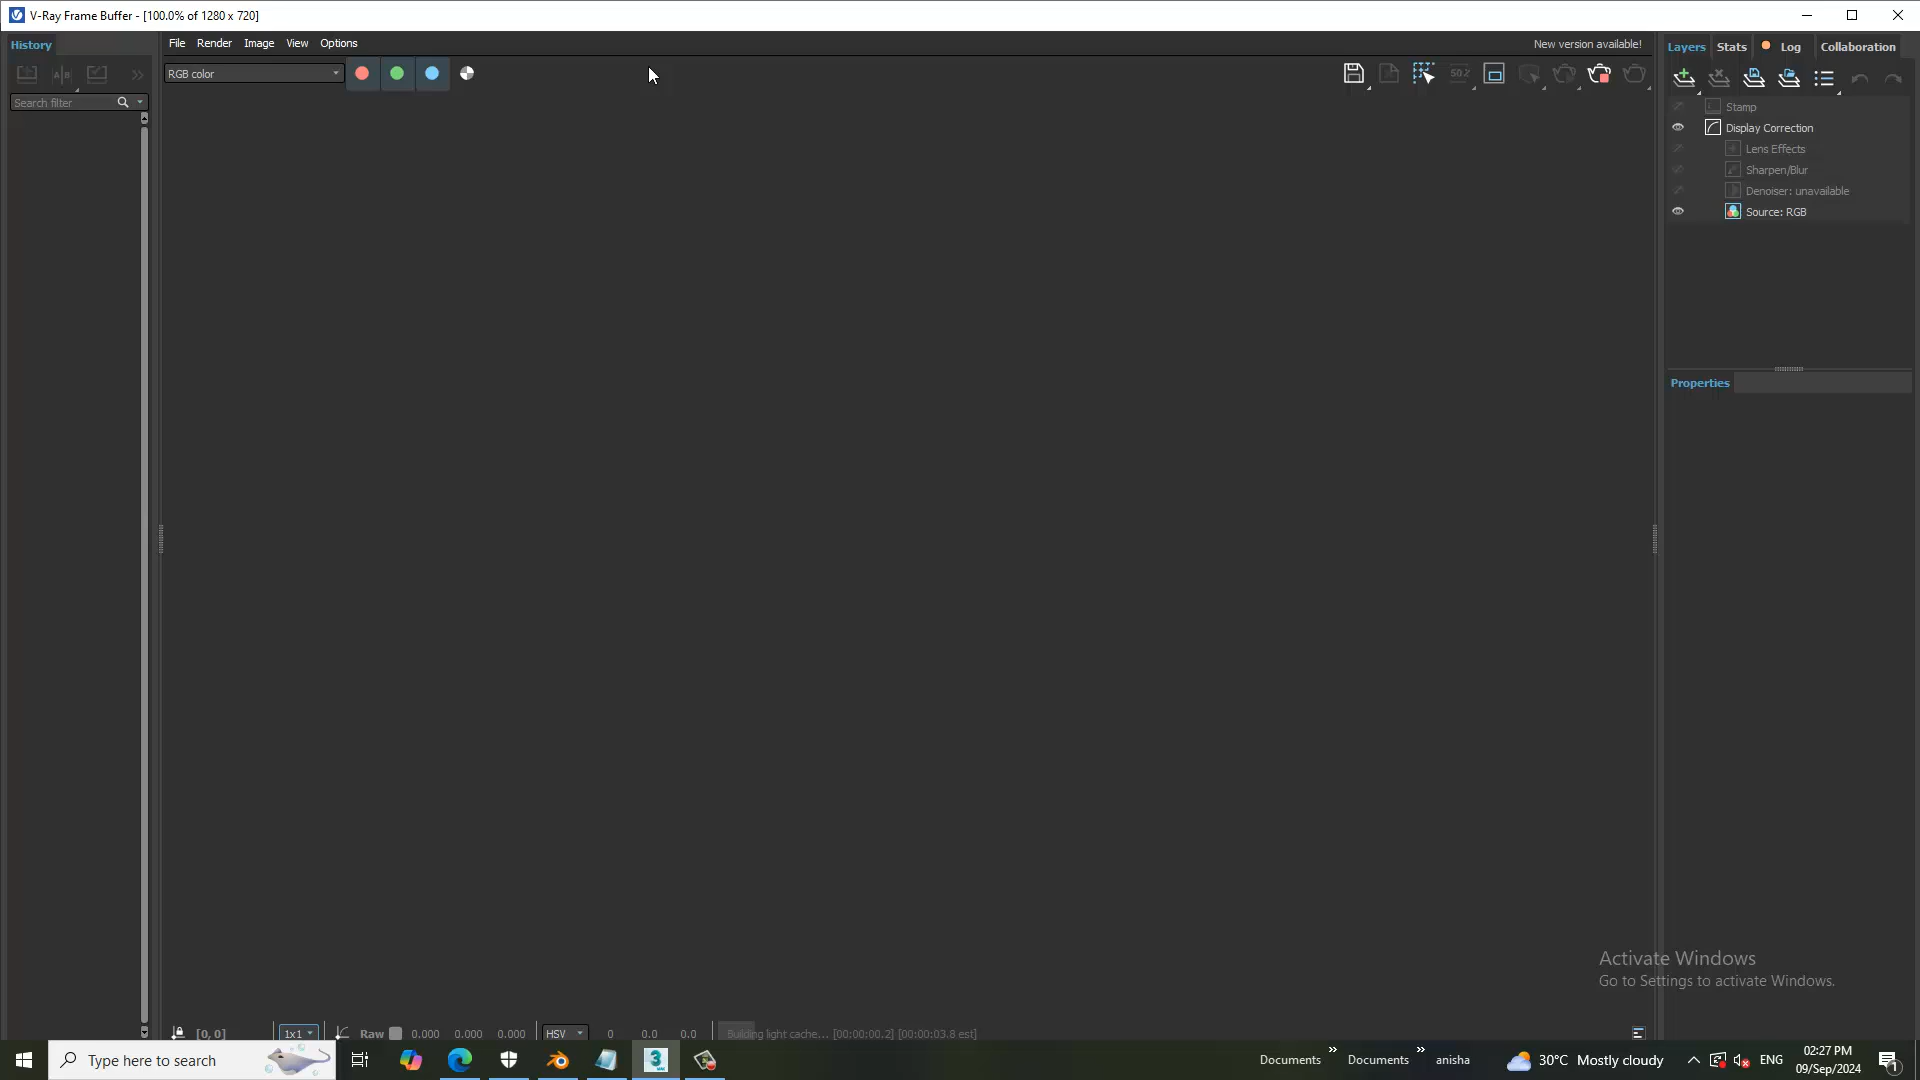 V-Ray Frame Buffer - [100.0% of 1280 x 720]
History
File Render Image View Options
New version available!
Layers Stats Log Collaboration
RGB color
50%
Search filter
Stamp
Display Correction
Lens Effects
Sharpen/Blur
Denoiser: unavailable
Source: RGB
Properties
Activate Windows
Go to Settings to activate Windows.
[0, 0] 1x1 Raw 0.000 0.000 0.000 HSV 0 0.0 0.0 Building light cache... [00:00:00.2] [00:00:03.8 est]
Type here to search
Documents » Documents » anisha
30°C Mostly cloudy
ENG
02:27 PM
09/Sep/2024
1